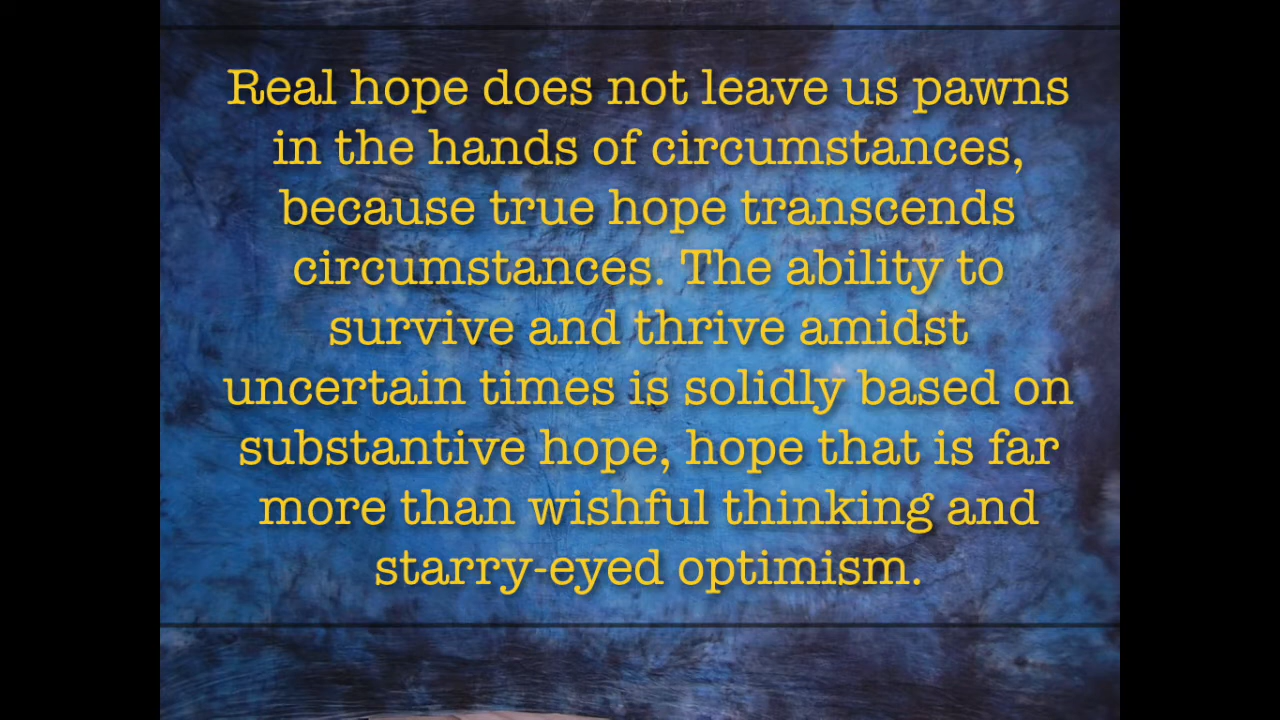 Real hope does not leave us pawns
in the hands of circumstances,
because true hope transcends
circumstances. The ability to
survive and thrive amidst
uncertain times is solidly based on
substantive hope, hope that is far
more than wishful thinking and
starry-eyed optimism.